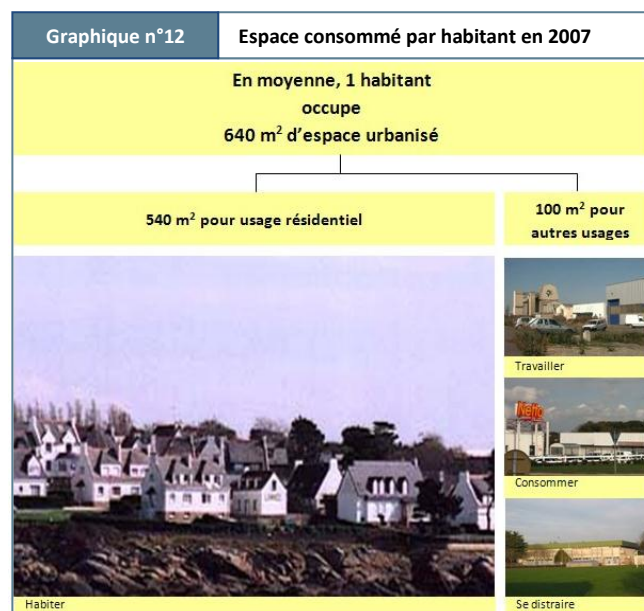 Graphique n°12
Espace consommé par habitant en 2007
En moyenne, 1 habitant
occupe
640 m² d'espace urbanisé
540 m² pour usage résidentiel
100 m² pour
autres usages
Travailler
Consommer
Habiter
Se distraire